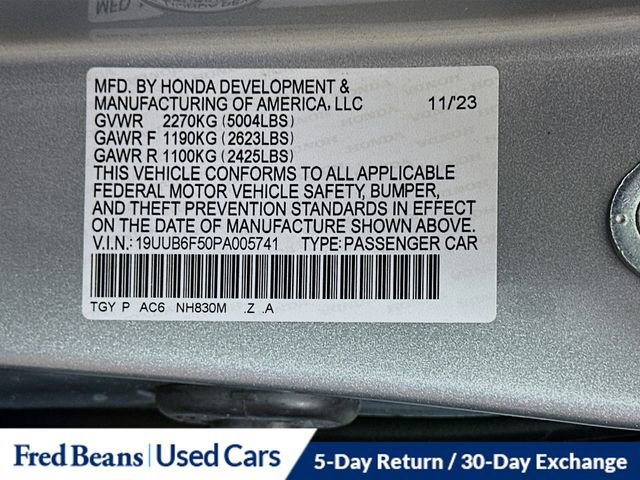 MFD. BY HONDA DEVELOPMENT &
MANUFACTURING OF AMERICA, LLC 11/'23
GVWR 2270KG (5004LBS)
GAWR F 1190KG (2623LBS)
GAWR R 1100KG (2425LBS)
THIS VEHICLE CONFORMS TO ALL APPLICABLE
FEDERAL MOTOR VEHICLE SAFETY, BUMPER,
AND THEFT PREVENTION STANDARDS IN EFFECT
ON THE DATE OF MANUFACTURE SHOWN ABOVE.
V.I.N.: 19UUB6F50PA005741 TYPE: PASSENGER CAR
TGY P AC6 NH830M .Z .A
Fred Beans | Used Cars
5-Day Return / 30-Day Exchange